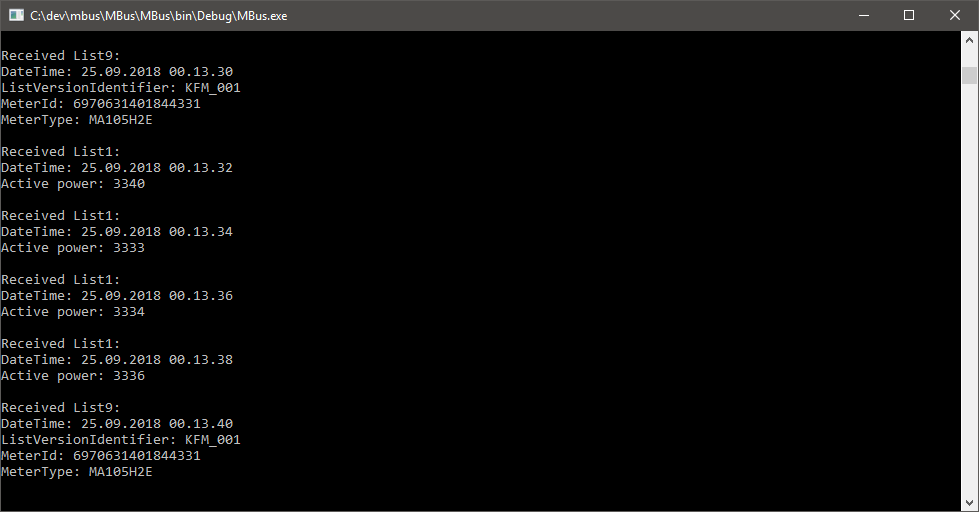 C:\dev\mbus\MBus\MBus\bin\Debug\MBus.exe
Received List9:
DateTime: 25.09.2018 00.13.30
ListVersionIdentifier: KFM_001
MeterId: 6970631401844331
MeterType: MA105H2E
Received List1:
DateTime: 25.09.2018 00.13.32
Active power: 3340
Received List1:
DateTime: 25.09.2018 00.13.34
Active power: 3333
Received List1:
DateTime: 25.09.2018 00.13.36
Active power: 3334
Received List1:
DateTime: 25.09.2018 00.13.38
Active power: 3336
Received List9:
DateTime: 25.09.2018 00.13.40
ListVersionIdentifier: KFM_001
MeterId: 6970631401844331
MeterType: MA105H2E